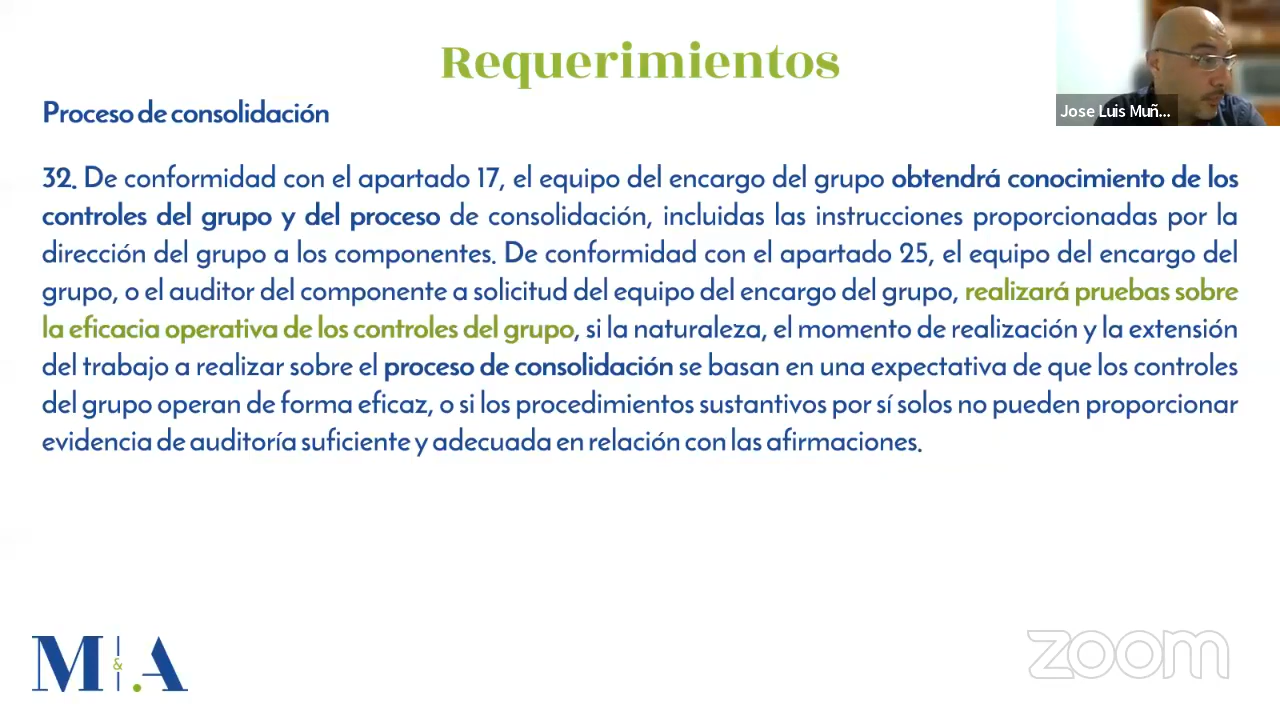 Requerimientos
Jose Luis Muñ...
Proceso de consolidación
32. De conformidad con el apartado 17, el equipo del encargo del grupo obtendrá conocimiento de los
controles del grupo y del proceso de consolidación, incluidas las instrucciones proporcionadas por la
dirección del grupo a los componentes. De conformidad con el apartado 25, el equipo del encargo del
grupo, o el auditor del componente a solicitud del equipo del encargo del grupo, realizará pruebas sobre
la eficacia operativa de los controles del grupo, si la naturaleza, el momento de realización y la extensión
del trabajo a realizar sobre el proceso de consolidación se basan en una expectativa de que los controles
del grupo operan de forma eficaz, o si los procedimientos sustantivos por sí solos no pueden proporcionar
evidencia de auditoría suficiente y adecuada en relación con las afirmaciones.
M&A
zoom